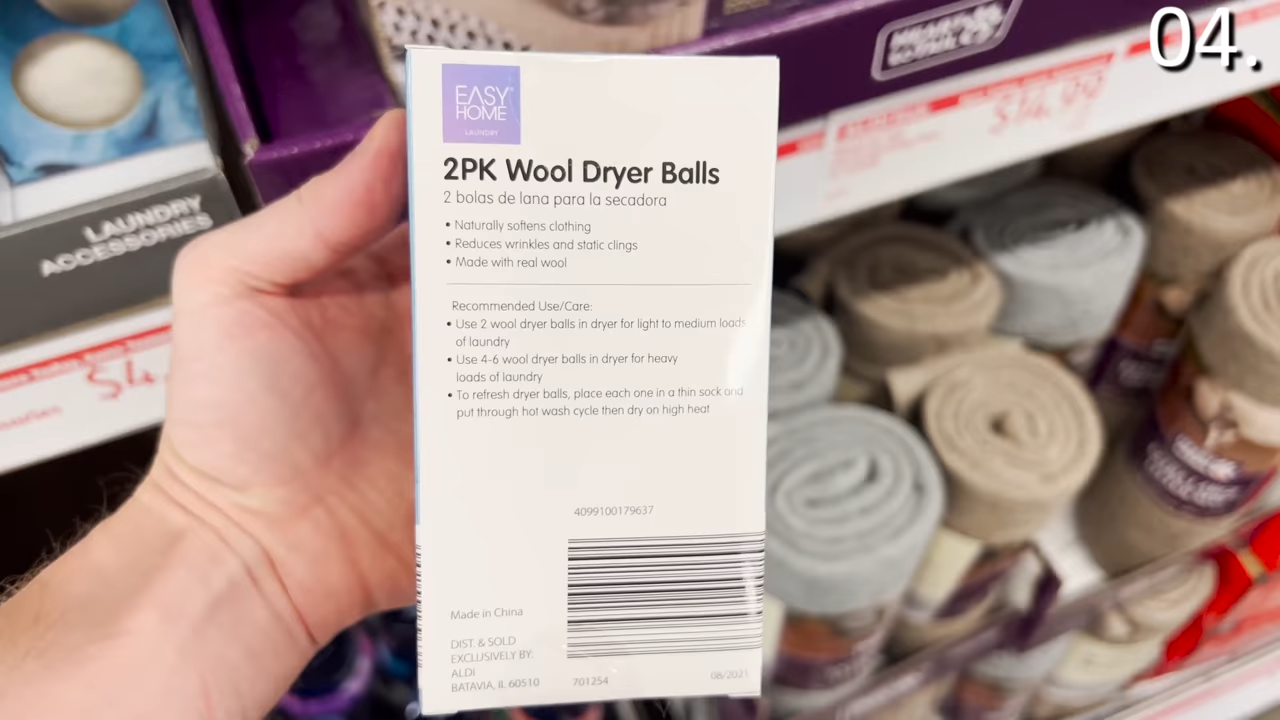 04.
EASY
HOME
LAUNDRY
2PK Wool Dryer Balls
2 bolas de lana para la secadora
• Naturally softens clothing
• Reduces wrinkles and static clings
• Made with real wool
Recommended Use/Care:
• Use 2 wool dryer balls in dryer for light to medium loads
of laundry
• Use 4-6 wool dryer balls in dryer for heavy
loads of laundry
• To refresh dryer balls, place each one in a thin sock and
put through hot wash cycle then dry on high heat
4099100179637
Made in China
DIST. & SOLD
EXCLUSIVELY BY:
ALDI
BATAVIA, IL 60510
701254
08/2021
LAUNDRY
ACCESSORIES
$14.99